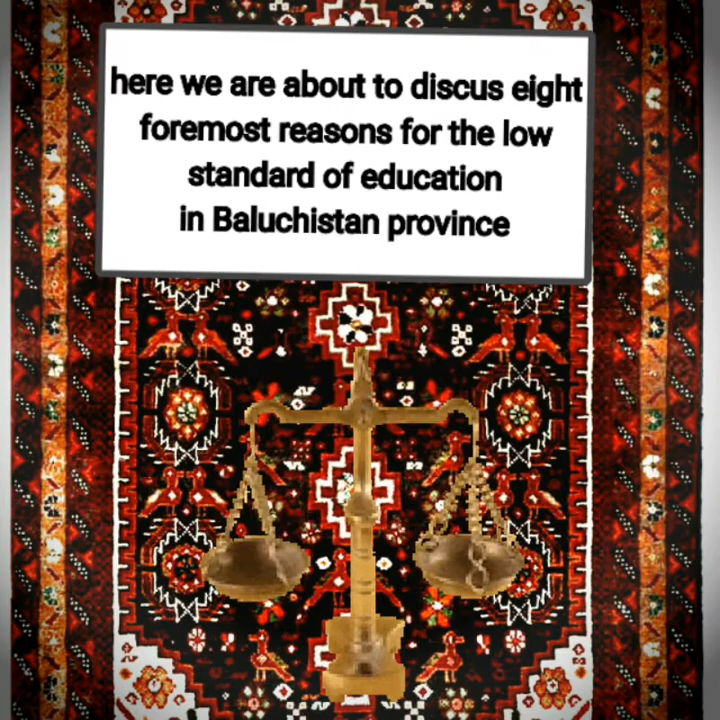 here we are about to discus eight
foremost reasons for the low
standard of education
in Baluchistan province